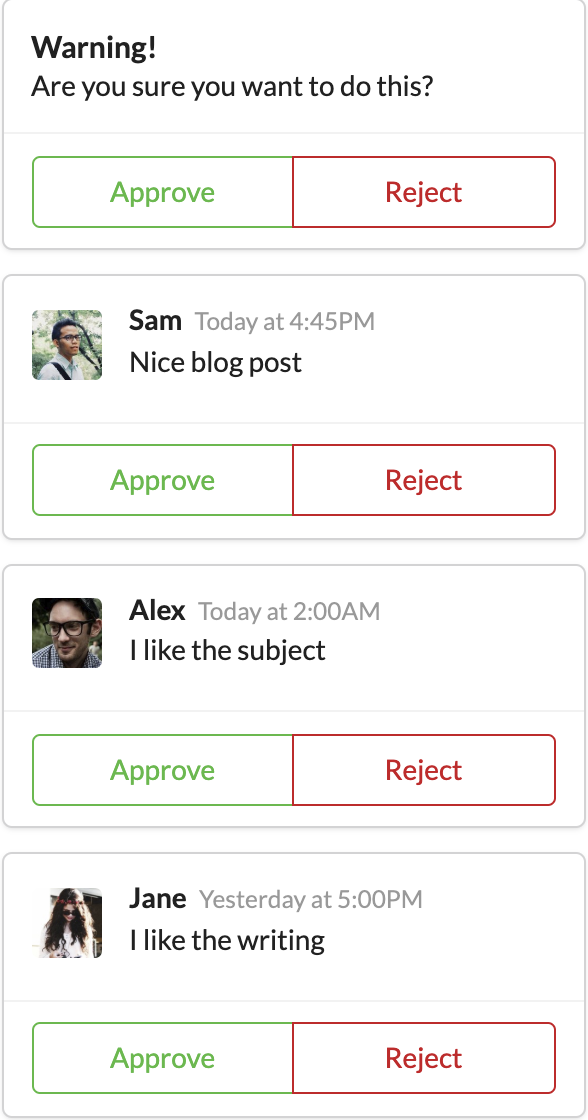 Warning!
Are you sure you want to do this?
Approve Reject
Sam Today at 4:45PM
Nice blog post
Approve Reject
Alex Today at 2:00AM
I like the subject
Approve Reject
Jane Yesterday at 5:00PM
I like the writing
Approve Reject